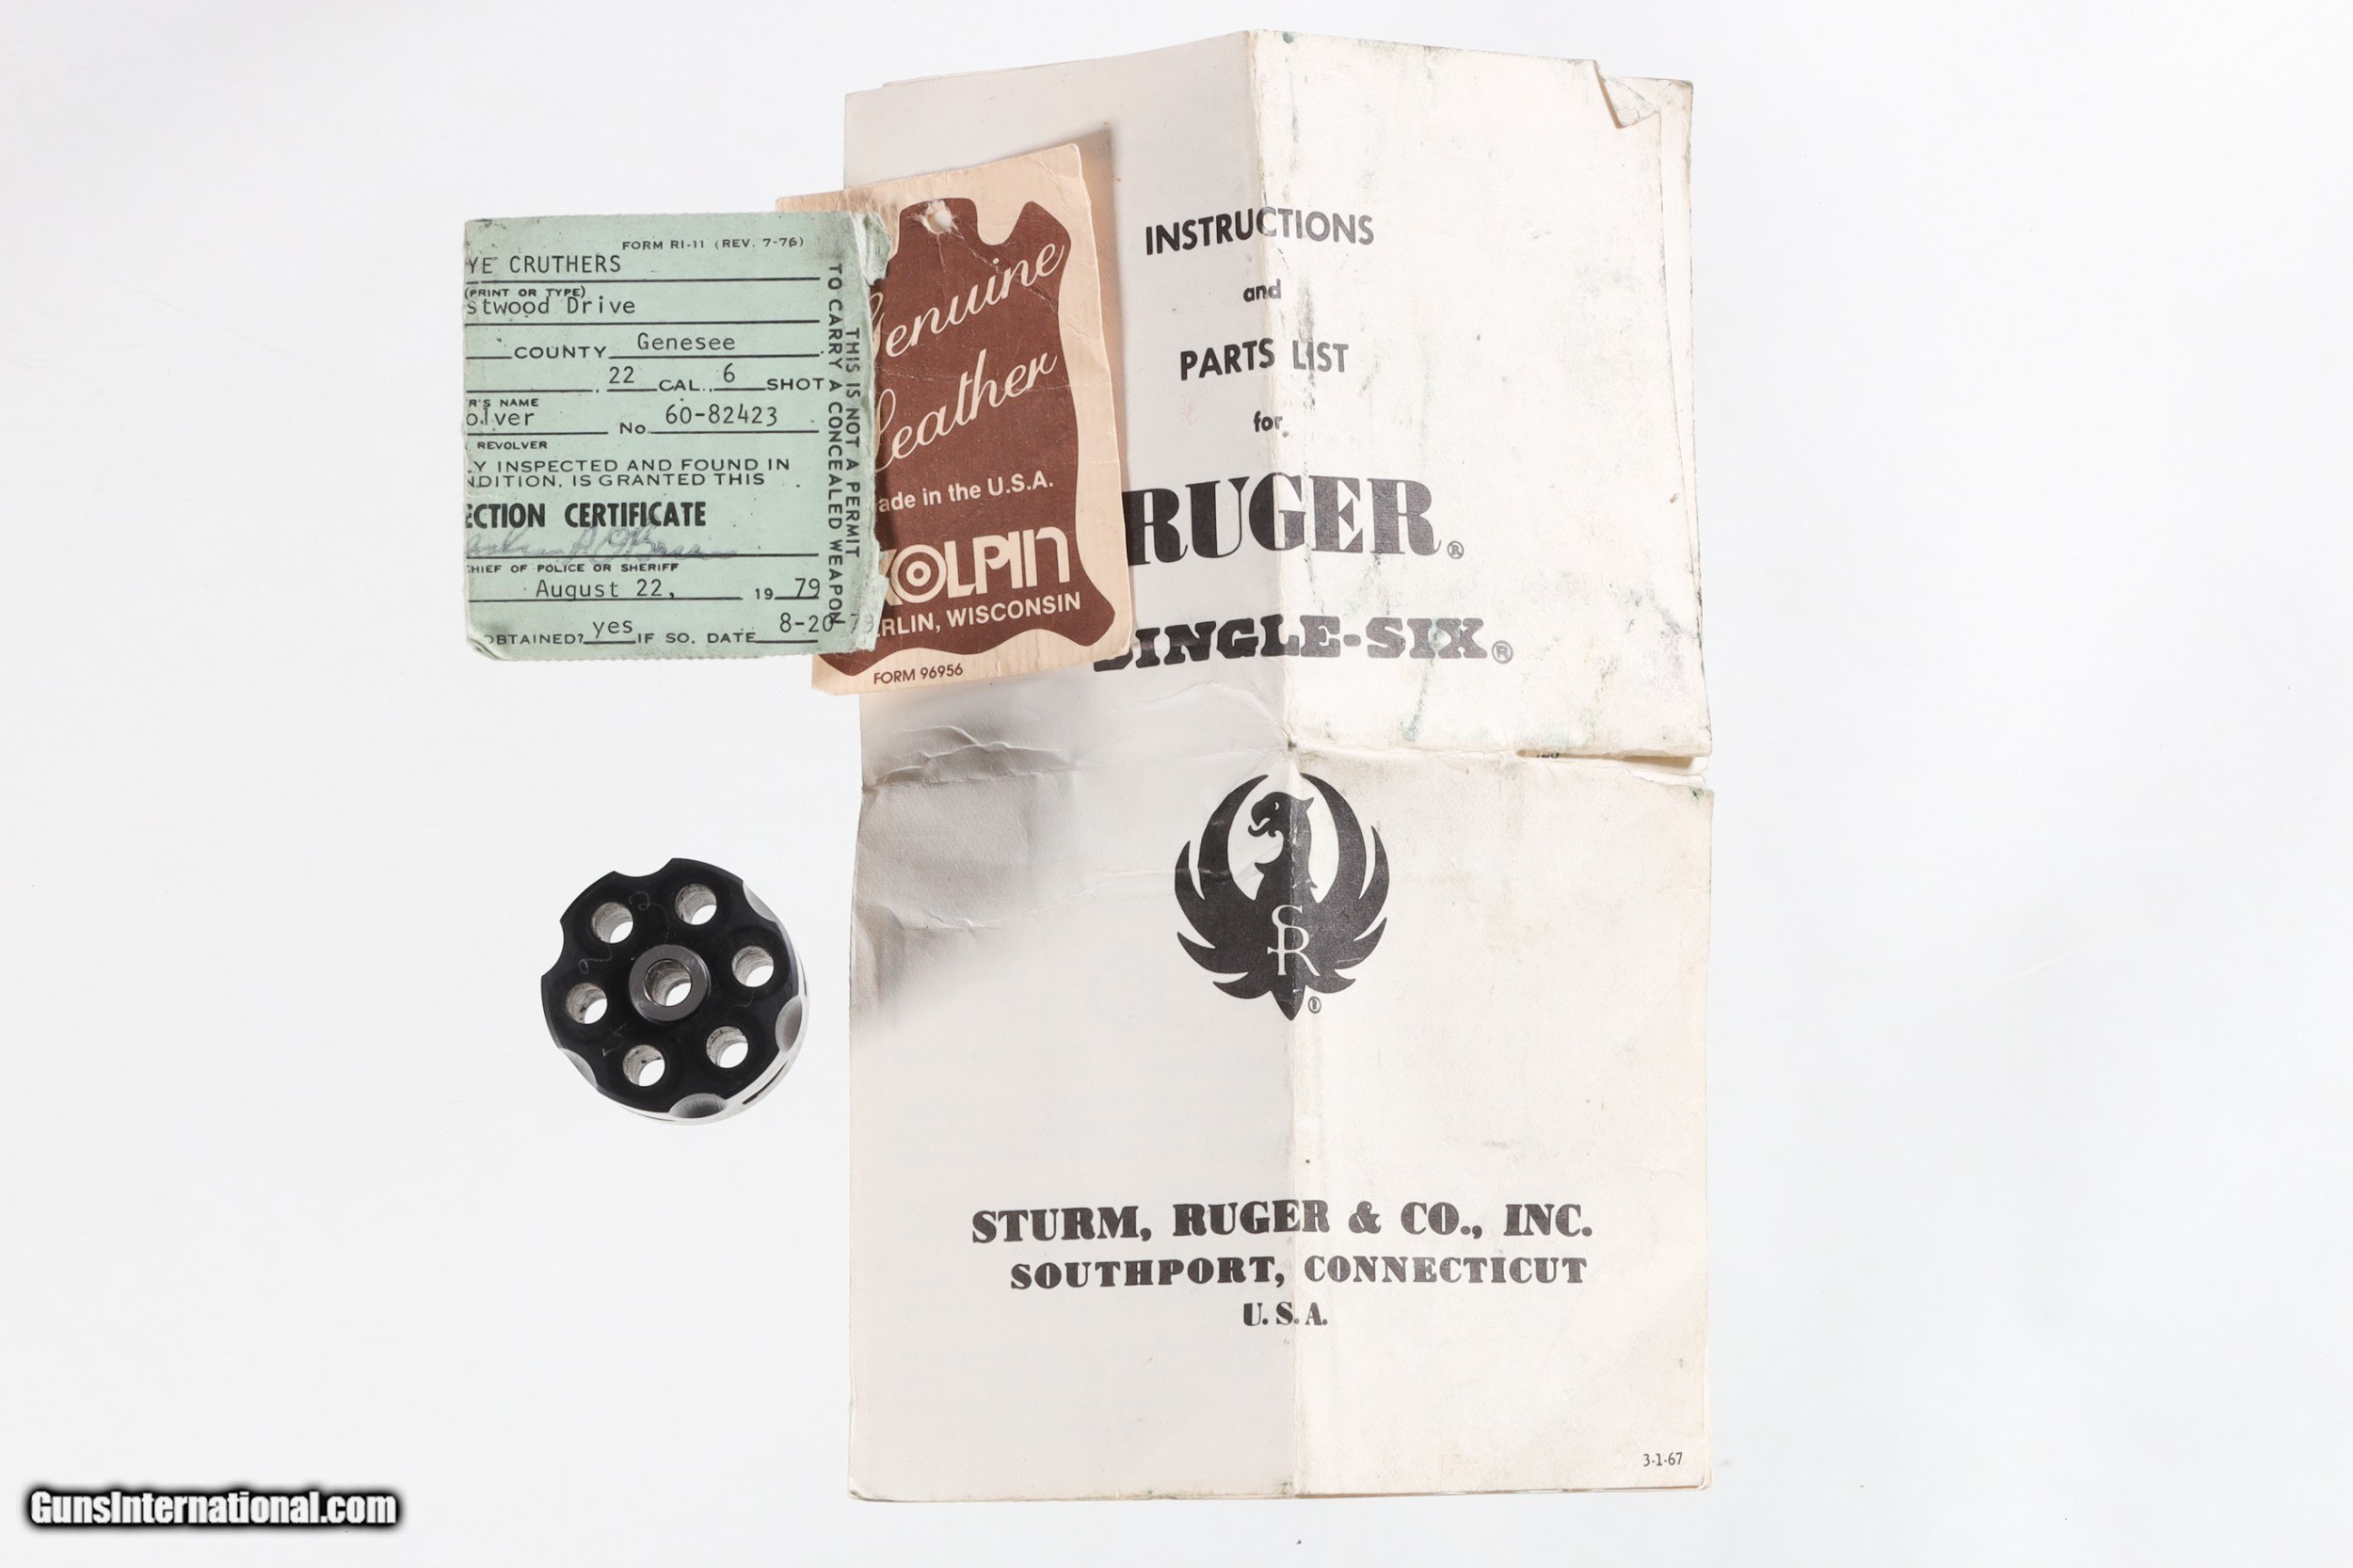 FORM RI-11 (REV. 7-76)
YE CRUTHERS
(PRINT OR TYPE)
stwood Drive
COUNTY Genesee
22 CAL. 6 SHOT
R'S NAME
olver No. 60-82423
REVOLVER
Y INSPECTED AND FOUND IN
NDITION, IS GRANTED THIS
ECTION CERTIFICATE
CHIEF OF POLICE OR SHERIFF
August 22, 19 79
OBTAINED? yes IF SO, DATE 8-20
THIS IS NOT A PERMIT
TO CARRY A CONCEALED WEAPON
Genuine
Leather
ade in the U.S.A.
KOLPIN
ERLIN, WISCONSIN
FORM 96956
INSTRUCTIONS
and
PARTS LIST
for
RUGER®
SINGLE-SIX®
SR®
STURM, RUGER & CO., INC.
SOUTHPORT, CONNECTICUT
U.S.A.
3-1-67
GunsInternational.com